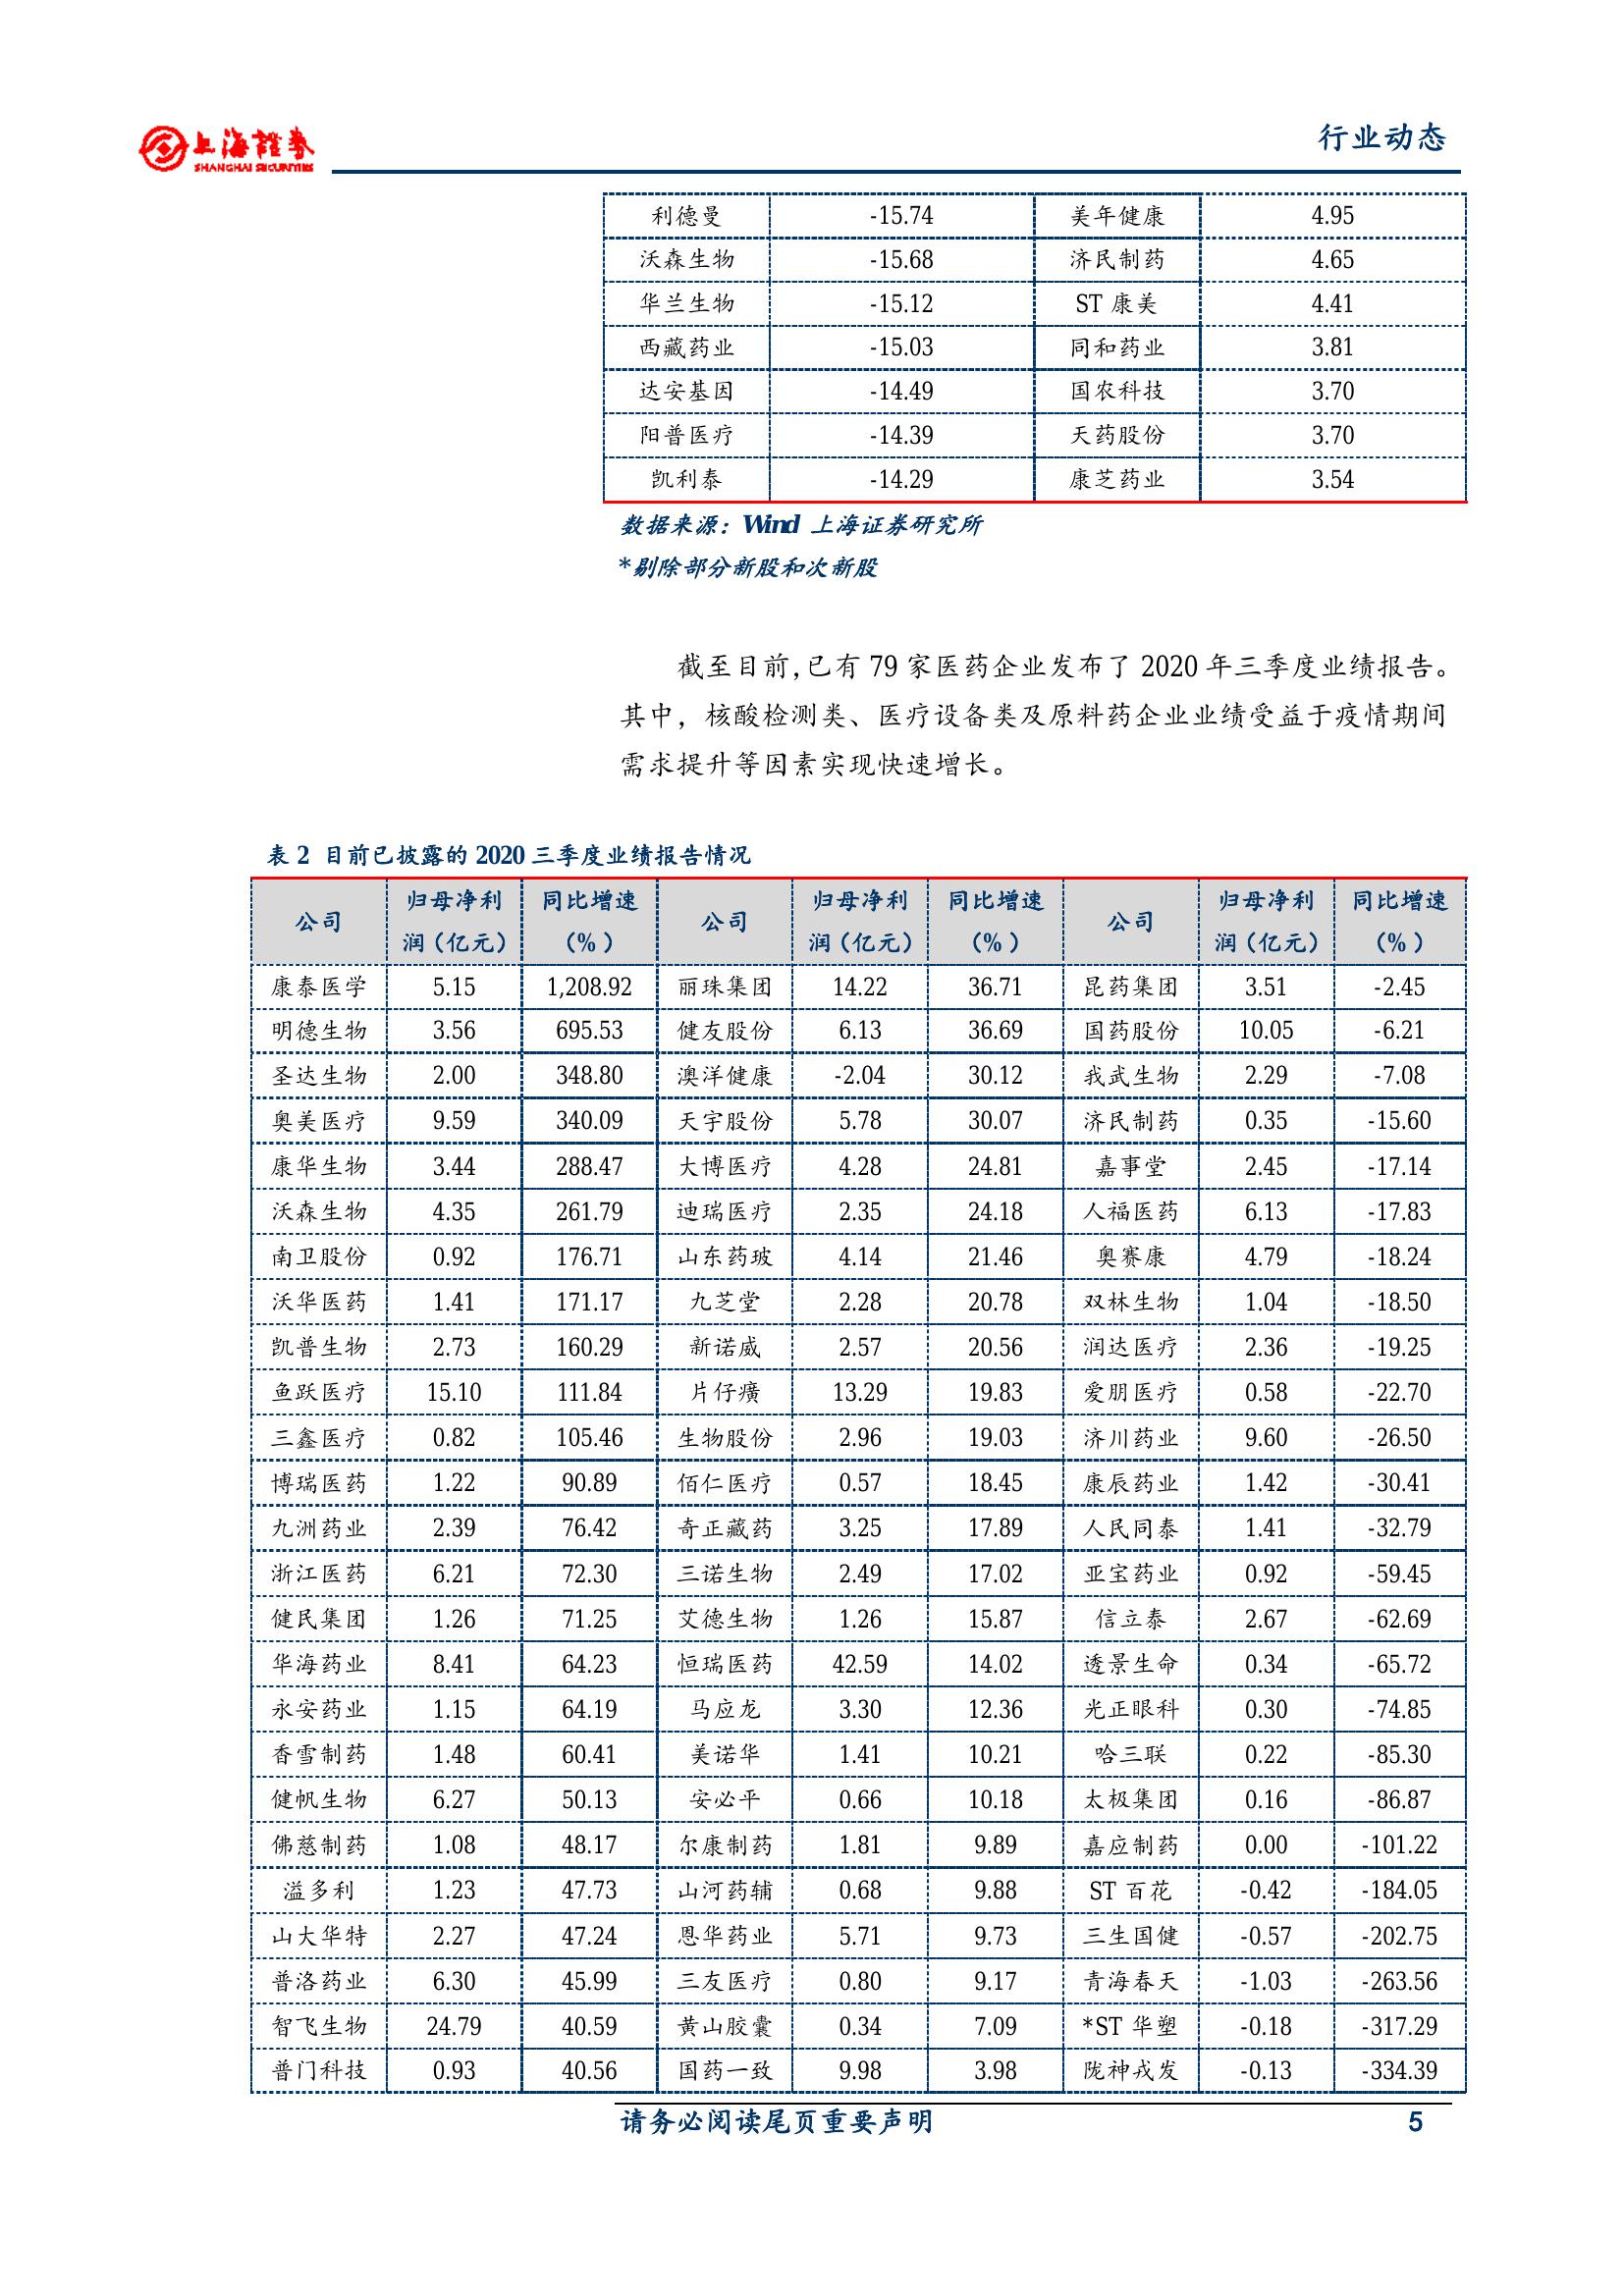 上海證券
SHANGHAI SECURITIES
行业动态
利德曼 -15.74 美年健康 4.95
沃森生物 -15.68 济民制药 4.65
华兰生物 -15.12 ST 康美 4.41
西藏药业 -15.03 同和药业 3.81
达安基因 -14.49 国农科技 3.70
阳普医疗 -14.39 天药股份 3.70
凯利泰 -14.29 康芝药业 3.54
数据来源：Wind 上海证券研究所
*剔除部分新股和次新股
截至目前,已有 79 家医药企业发布了 2020 年三季度业绩报告。
其中，核酸检测类、医疗设备类及原料药企业业绩受益于疫情期间
需求提升等因素实现快速增长。
表 2 目前已披露的 2020 三季度业绩报告情况
公司 归母净利润（亿元） 同比增速（%） 公司 归母净利润（亿元） 同比增速（%） 公司 归母净利润（亿元） 同比增速（%）
康泰医学 5.15 1,208.92 丽珠集团 14.22 36.71 昆药集团 3.51 -2.45
明德生物 3.56 695.53 健友股份 6.13 36.69 国药股份 10.05 -6.21
圣达生物 2.00 348.80 澳洋健康 -2.04 30.12 我武生物 2.29 -7.08
奥美医疗 9.59 340.09 天宇股份 5.78 30.07 济民制药 0.35 -15.60
康华生物 3.44 288.47 大博医疗 4.28 24.81 嘉事堂 2.45 -17.14
沃森生物 4.35 261.79 迪瑞医疗 2.35 24.18 人福医药 6.13 -17.83
南卫股份 0.92 176.71 山东药玻 4.14 21.46 奥赛康 4.79 -18.24
沃华医药 1.41 171.17 九芝堂 2.28 20.78 双林生物 1.04 -18.50
凯普生物 2.73 160.29 新诺威 2.57 20.56 润达医疗 2.36 -19.25
鱼跃医疗 15.10 111.84 片仔癀 13.29 19.83 爱朋医疗 0.58 -22.70
三鑫医疗 0.82 105.46 生物股份 2.96 19.03 济川药业 9.60 -26.50
博瑞医药 1.22 90.89 佰仁医疗 0.57 18.45 康辰药业 1.42 -30.41
九洲药业 2.39 76.42 奇正藏药 3.25 17.89 人民同泰 1.41 -32.79
浙江医药 6.21 72.30 三诺生物 2.49 17.02 亚宝药业 0.92 -59.45
健民集团 1.26 71.25 艾德生物 1.26 15.87 信立泰 2.67 -62.69
华海药业 8.41 64.23 恒瑞医药 42.59 14.02 透景生命 0.34 -65.72
永安药业 1.15 64.19 马应龙 3.30 12.36 光正眼科 0.30 -74.85
香雪制药 1.48 60.41 美诺华 1.41 10.21 哈三联 0.22 -85.30
健帆生物 6.27 50.13 安必平 0.66 10.18 太极集团 0.16 -86.87
佛慈制药 1.08 48.17 尔康制药 1.81 9.89 嘉应制药 0.00 -101.22
溢多利 1.23 47.73 山河药辅 0.68 9.88 ST 百花 -0.42 -184.05
山大华特 2.27 47.24 恩华药业 5.71 9.73 三生国健 -0.57 -202.75
普洛药业 6.30 45.99 三友医疗 0.80 9.17 青海春天 -1.03 -263.56
智飞生物 24.79 40.59 黄山胶囊 0.34 7.09 *ST 华塑 -0.18 -317.29
普门科技 0.93 40.56 国药一致 9.98 3.98 陇神戎发 -0.13 -334.39
请务必阅读尾页重要声明 5